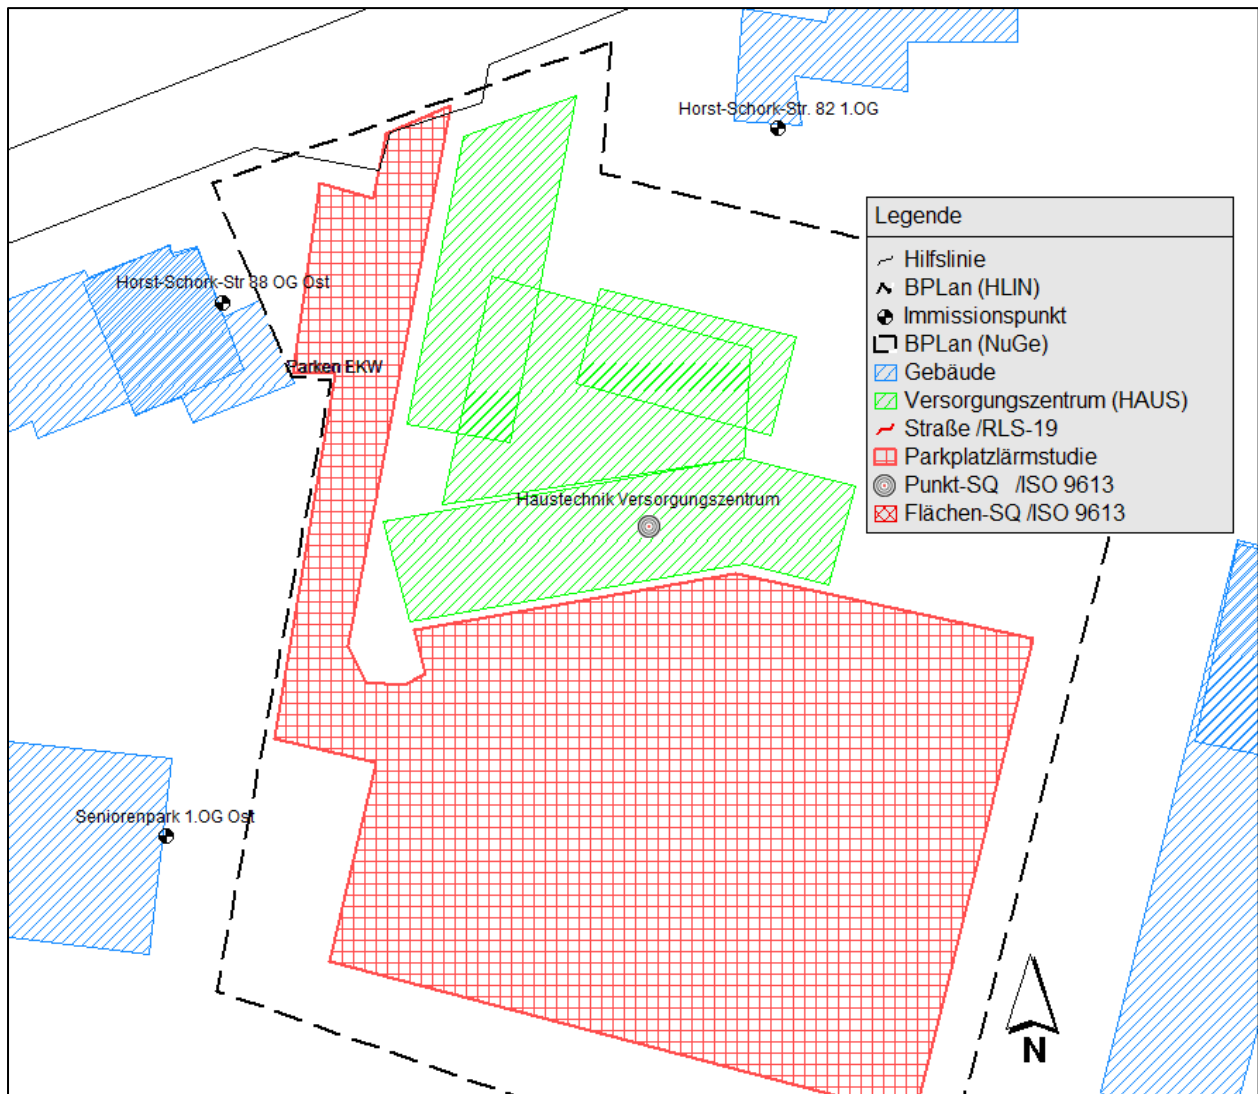 Horst-Schork-Str. 82 1.OG
Legende
Hilfslinie
BPLan (HLIN)
Immissionspunkt
BPLan (NuGe)
Gebäude
Versorgungszentrum (HAUS)
Straße /RLS-19
Parkplatzlärmstudie
Punkt-SQ /ISO 9613
Flächen-SQ /ISO 9613
Horst-Schork-Str 88 OG Ost
Parken EKW
Haustechnik Versorgungszentrum
Seniorenpark 1.OG Ost
N